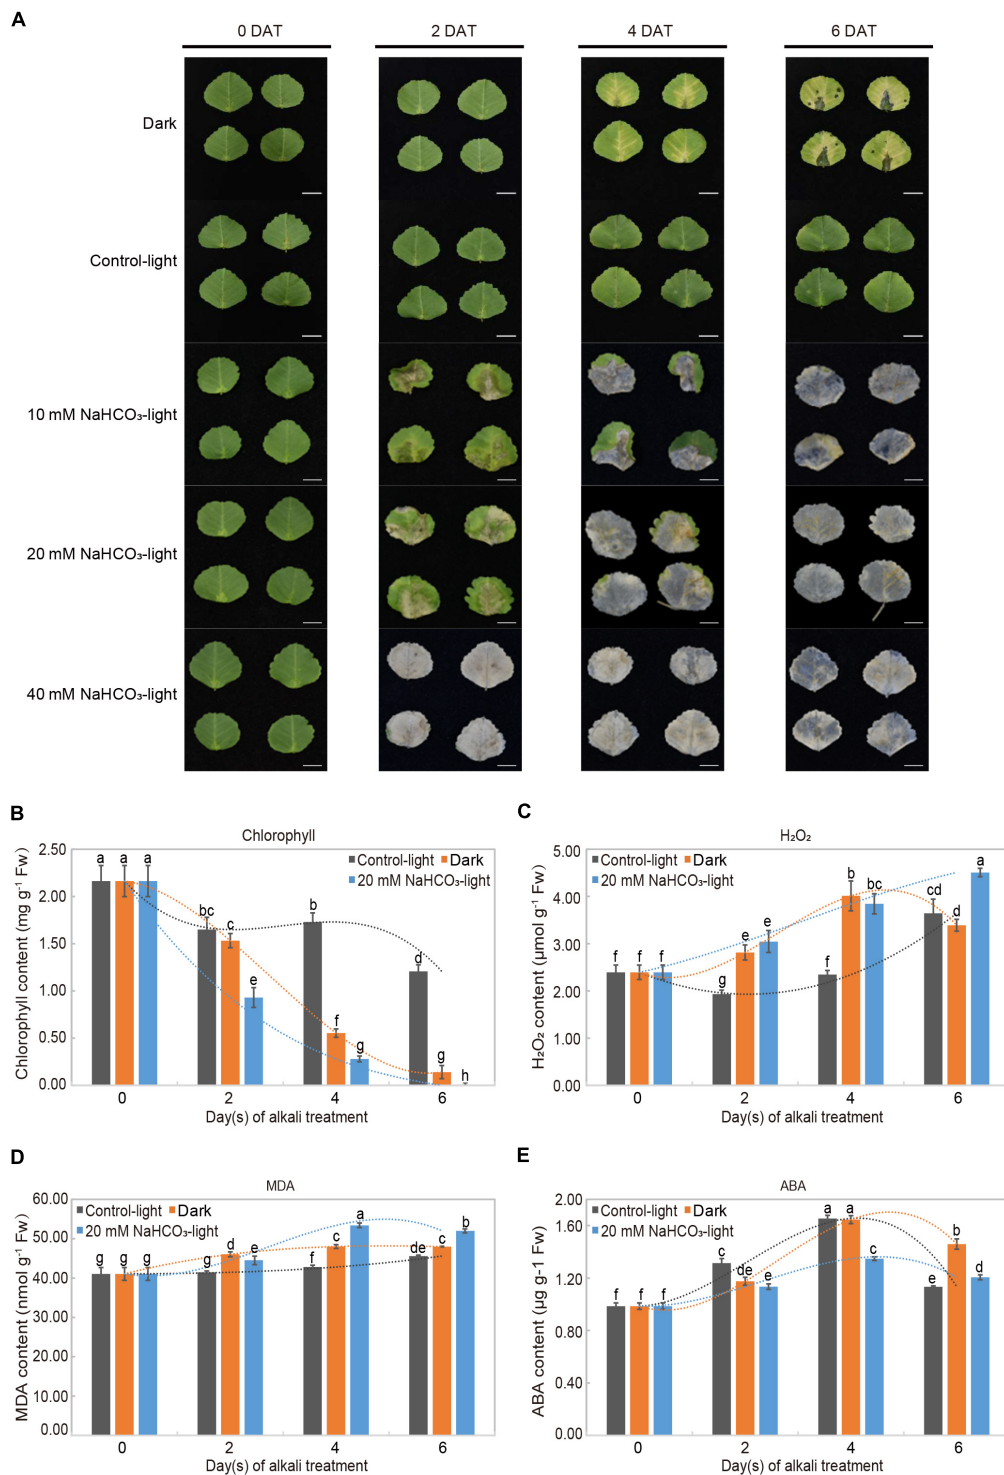 A
0 DAT 2 DAT 4 DAT 6 DAT
Dark
Control-light
10 mM NaHCO₃-light
20 mM NaHCO₃-light
40 mM NaHCO₃-light
B
Chlorophyll
Control-light Dark
20 mM NaHCO₃-light
Chlorophyll content (mg g⁻¹ Fw)
2.50
2.00
1.50
1.00
0.50
0.00
a a a
bc c e
b f g
d g h
0 2 4 6
Day(s) of alkali treatment
C
H₂O₂
Control-light Dark
20 mM NaHCO₃-light
H₂O₂ content (μmol g⁻¹ Fw)
5.00
4.00
3.00
2.00
1.00
0.00
f f f
g e e
f b bc
cd d a
0 2 4 6
Day(s) of alkali treatment
D
MDA
Control-light Dark
20 mM NaHCO₃-light
MDA content (nmol g⁻¹ Fw)
60.00
50.00
40.00
30.00
20.00
10.00
0.00
g g g
g d e
f c a
de c b
0 2 4 6
Day(s) of alkali treatment
E
ABA
Control-light Dark
20 mM NaHCO₃-light
ABA content (μg g-1 Fw)
2.00
1.60
1.20
0.80
0.40
0.00
f f f
c de e
a a c
e b d
0 2 4 6
Day(s) of alkali treatment